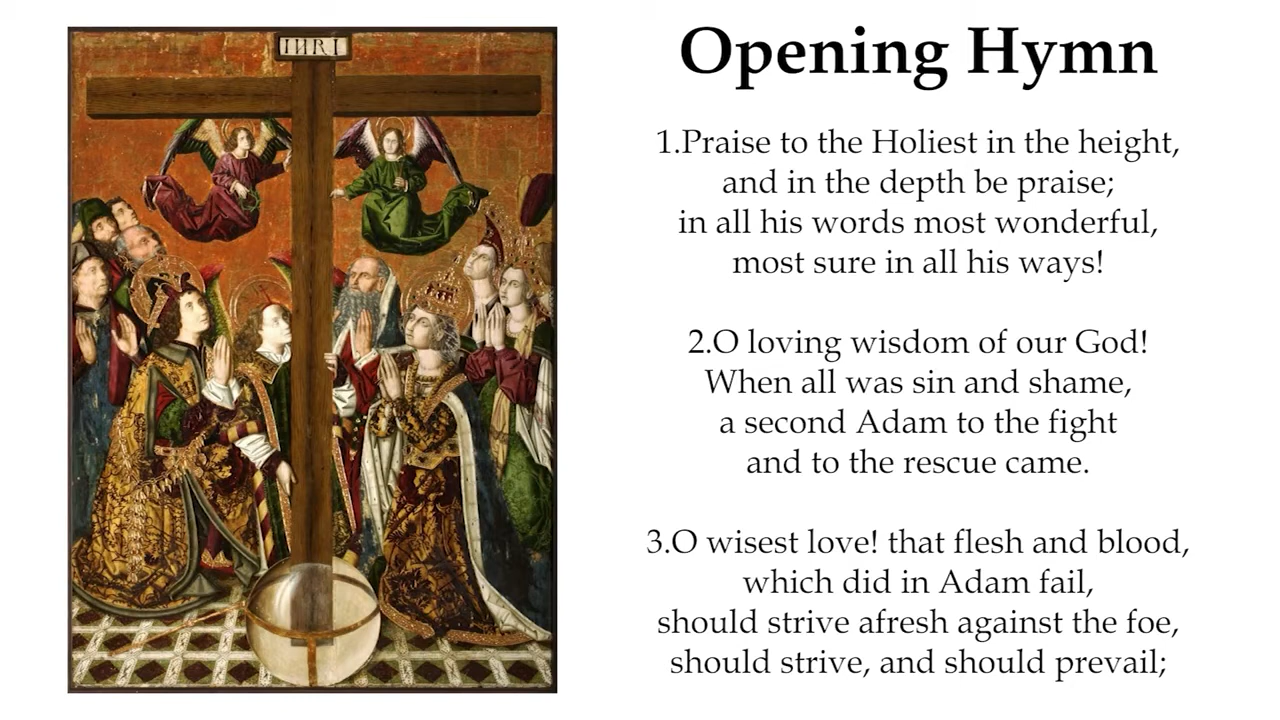 INRI
Opening Hymn
1.Praise to the Holiest in the height,
and in the depth be praise;
in all his words most wonderful,
most sure in all his ways!
2.O loving wisdom of our God!
When all was sin and shame,
a second Adam to the fight
and to the rescue came.
3.O wisest love! that flesh and blood,
which did in Adam fail,
should strive afresh against the foe,
should strive, and should prevail;